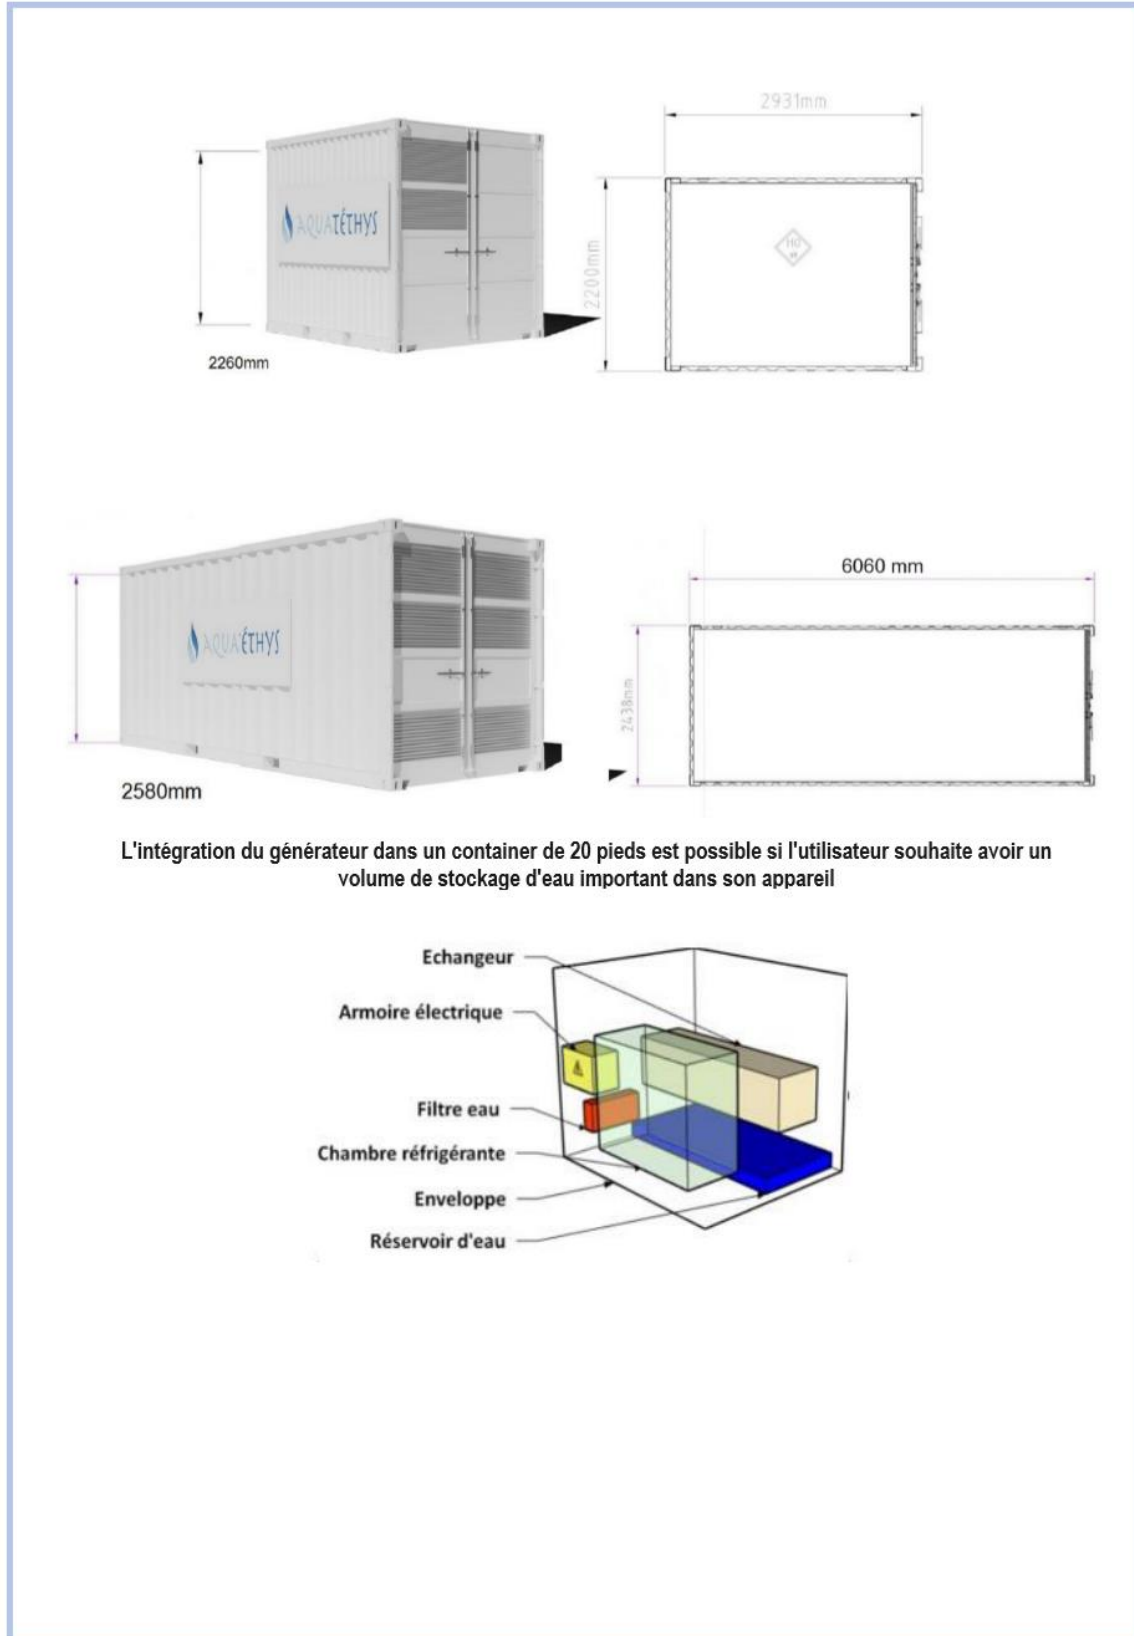 2931mm
AQUATÉTHYS
2200mm
2260mm
6060 mm
AQUA'ÉTHYS
2438mm
2580mm
L'intégration du générateur dans un container de 20 pieds est possible si l'utilisateur souhaite avoir un
volume de stockage d'eau important dans son appareil
Echangeur
Armoire électrique
Filtre eau
Chambre réfrigérante
Enveloppe
Réservoir d'eau